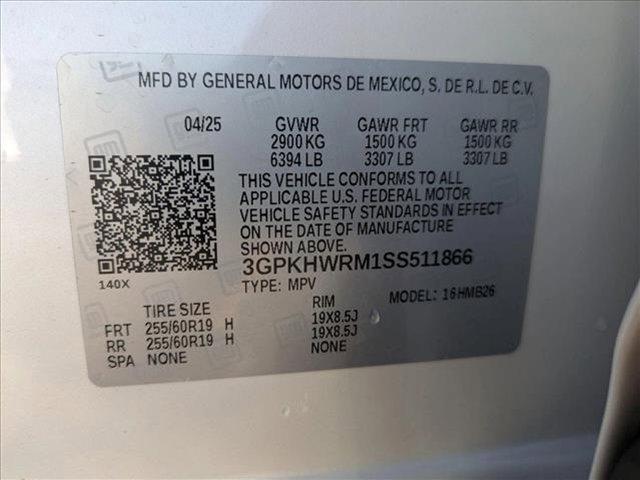 MFD BY GENERAL MOTORS DE MEXICO, S. DE R.L. DE C.V.
04/25 GVWR GAWR FRT GAWR RR
2900 KG 1500 KG 1500 KG
6394 LB 3307 LB 3307 LB
THIS VEHICLE CONFORMS TO ALL
APPLICABLE U.S. FEDERAL MOTOR
VEHICLE SAFETY STANDARDS IN EFFECT
ON THE DATE OF MANUFACTURE
SHOWN ABOVE.
3GPKHWRM1SS511866
140X TYPE: MPV MODEL: 16HMB26
TIRE SIZE RIM
FRT 255/60R19 H 19X8.5J
RR 255/60R19 H 19X8.5J
SPA NONE NONE